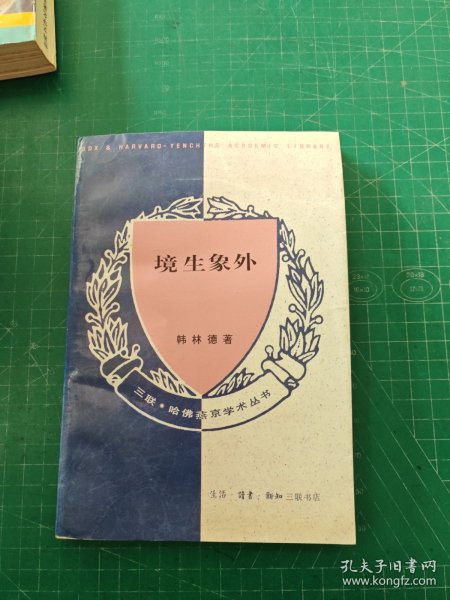 SDX & HARVARD-YENCHING ACADEMIC LIBRARY
境生象外
韩林德著
三联·哈佛燕京学术丛书
生活·讀書·新知三联书店
孔夫子旧书网
www.kongfz.com